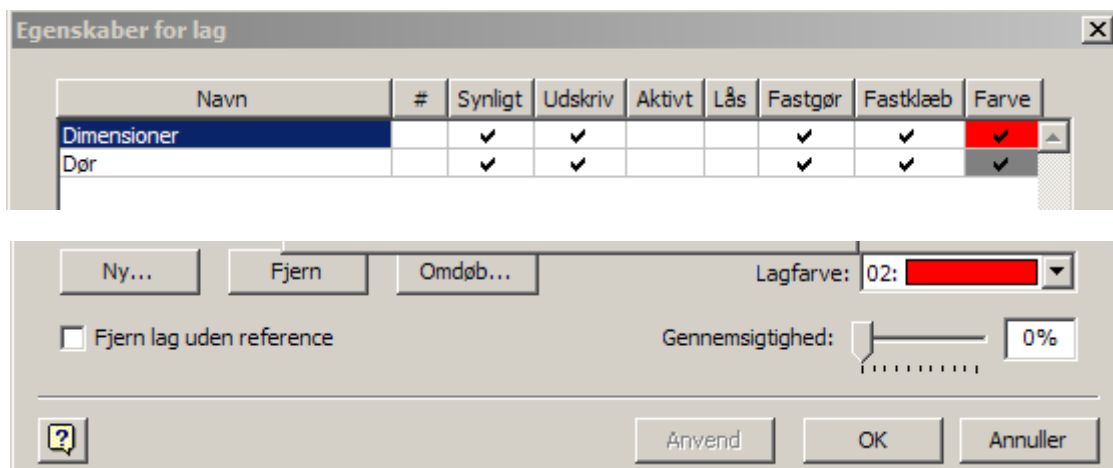 Egenskaber for lag
Navn # Synligt Udskriv Aktivt Lås Fastgør Fastklæb Farve
Dimensioner
Dør
Ny... Fjern Omdøb... Lagfarve: 02:
Fjern lag uden reference Gennemsigtighed: 0%
Anvend OK Annuller